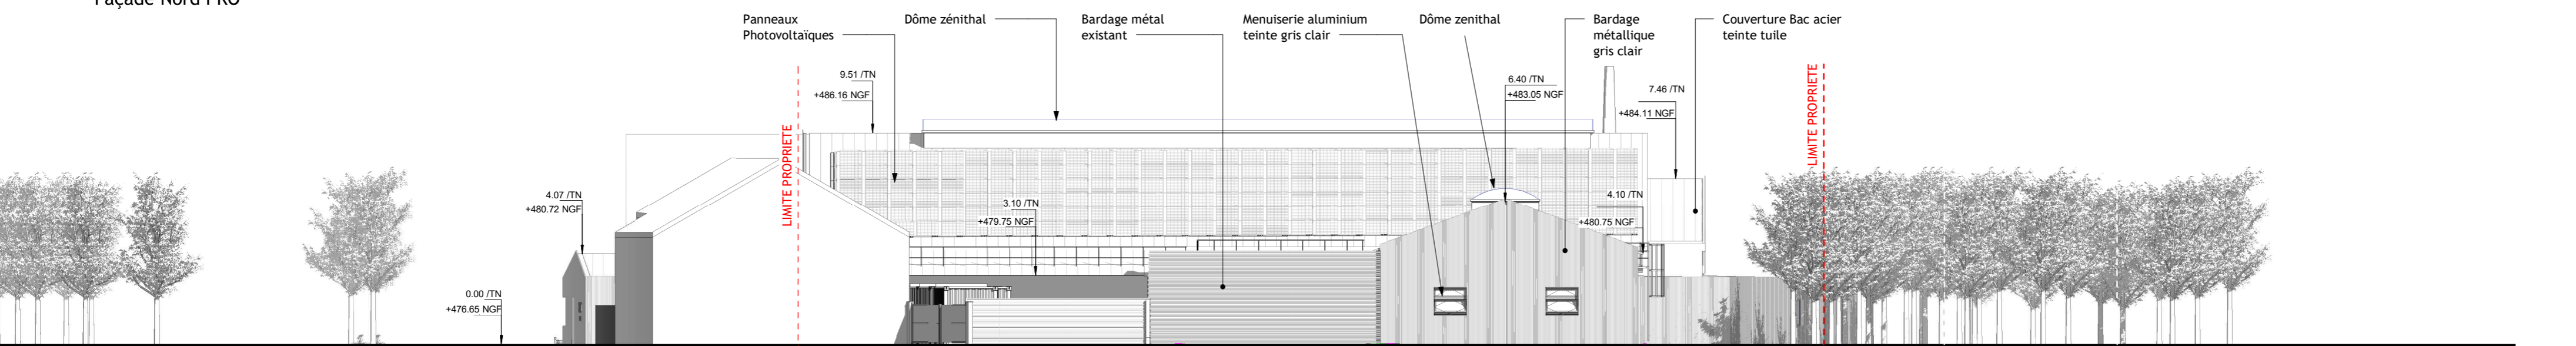 Façade Nord PRO
Panneaux
Photovoltaïques
Dôme zénithal
Bardage métal
existant
Menuiserie aluminium
teinte gris clair
Dôme zenithal
Bardage
métallique
gris clair
Couverture Bac acier
teinte tuile
9.51 /TN
+486.16 NGF
6.40 /TN
+483.05 NGF
7.46 /TN
+484.11 NGF
LIMITE PROPRIETE
LIMITE PROPRIETE
4.07 /TN
+480.72 NGF
3.10 /TN
+479.75 NGF
4.10 /TN
+480.75 NGF
0.00 /TN
+476.65 NGF